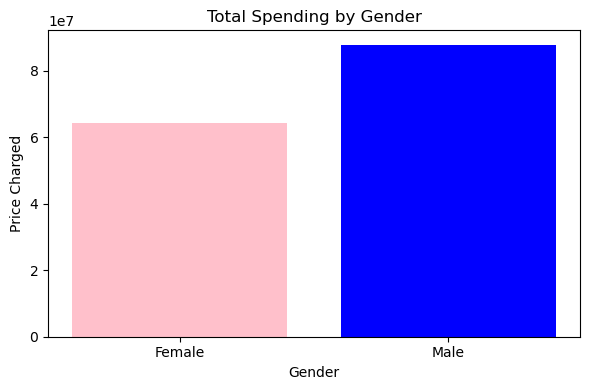 Total Spending by Gender
1e7
8
6
4
2
0
Price Charged
Female Male
Gender